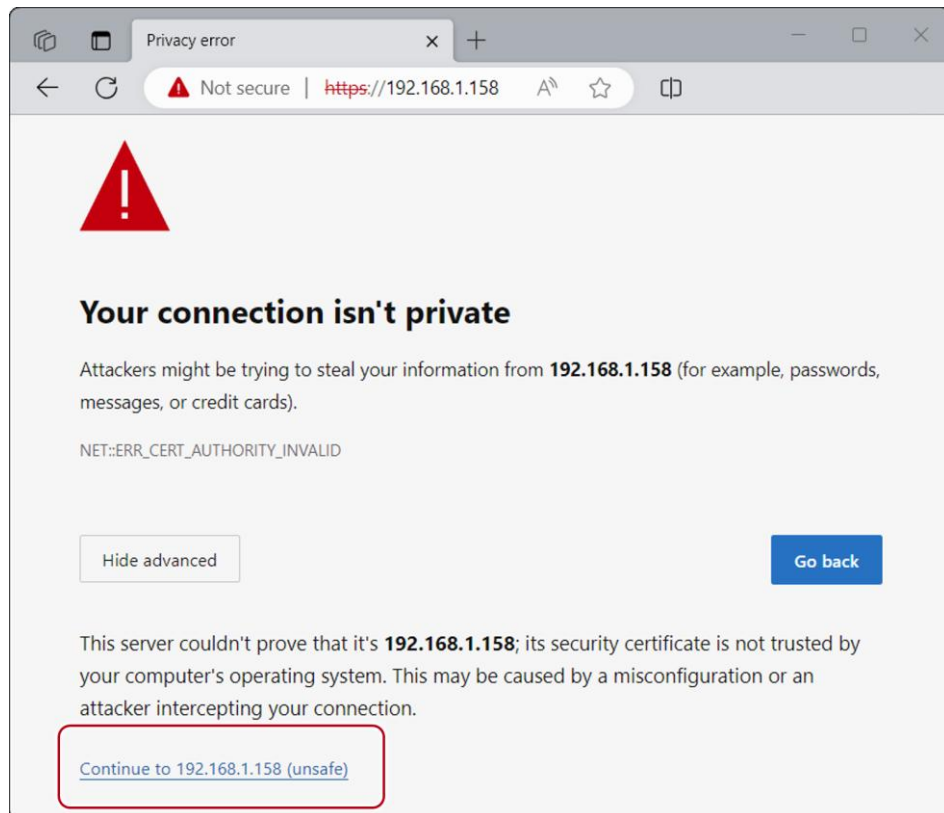 Privacy error
Not secure
https://192.168.1.158
A
Your connection isn't private
Attackers might be trying to steal your information from 192.168.1.158 (for example, passwords,
messages, or credit cards).
NET::ERR_CERT_AUTHORITY_INVALID
Hide advanced
Go back
This server couldn't prove that it's 192.168.1.158; its security certificate is not trusted by
your computer's operating system. This may be caused by a misconfiguration or an
attacker intercepting your connection.
Continue to 192.168.1.158 (unsafe)